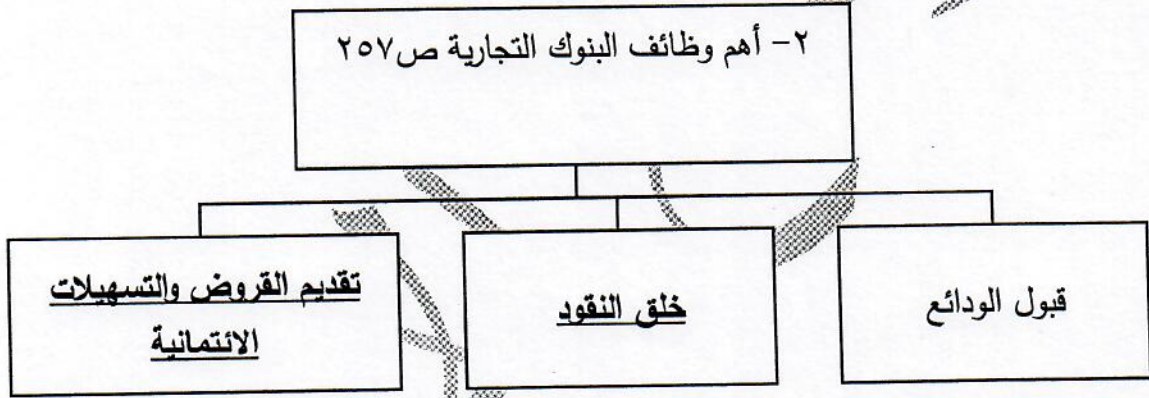 ٢- أهم وظائف البنوك التجارية ص٢٥٧
قبول الودائع
خلق النقود
تقديم القروض والتسهيلات
الائتمانية